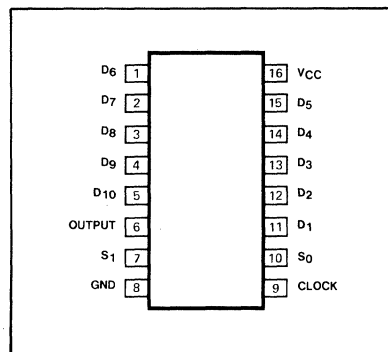 D6 1 16 VCC
D7 2 15 D5
D8 3 14 D4
D9 4 13 D3
D10 5 12 D2
OUTPUT 6 11 D1
S1 7 10 S0
GND 8 9 CLOCK